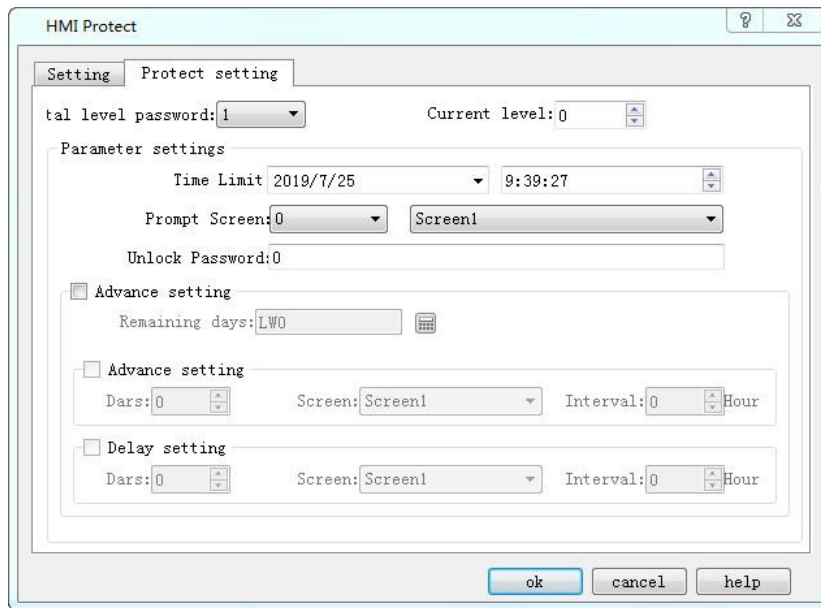 HMI Protect
Setting Protect setting
tal level password: 1 Current level: 0
Parameter settings
Time Limit 2019/7/25 9:39:27
Prompt Screen: 0 Screen1
Unlock Password: 0
Advance setting
Remaining days: LW0
Advance setting
Dars: 0 Screen: Screen1 Interval: 0 Hour
Delay setting
Dars: 0 Screen: Screen1 Interval: 0 Hour
ok cancel help